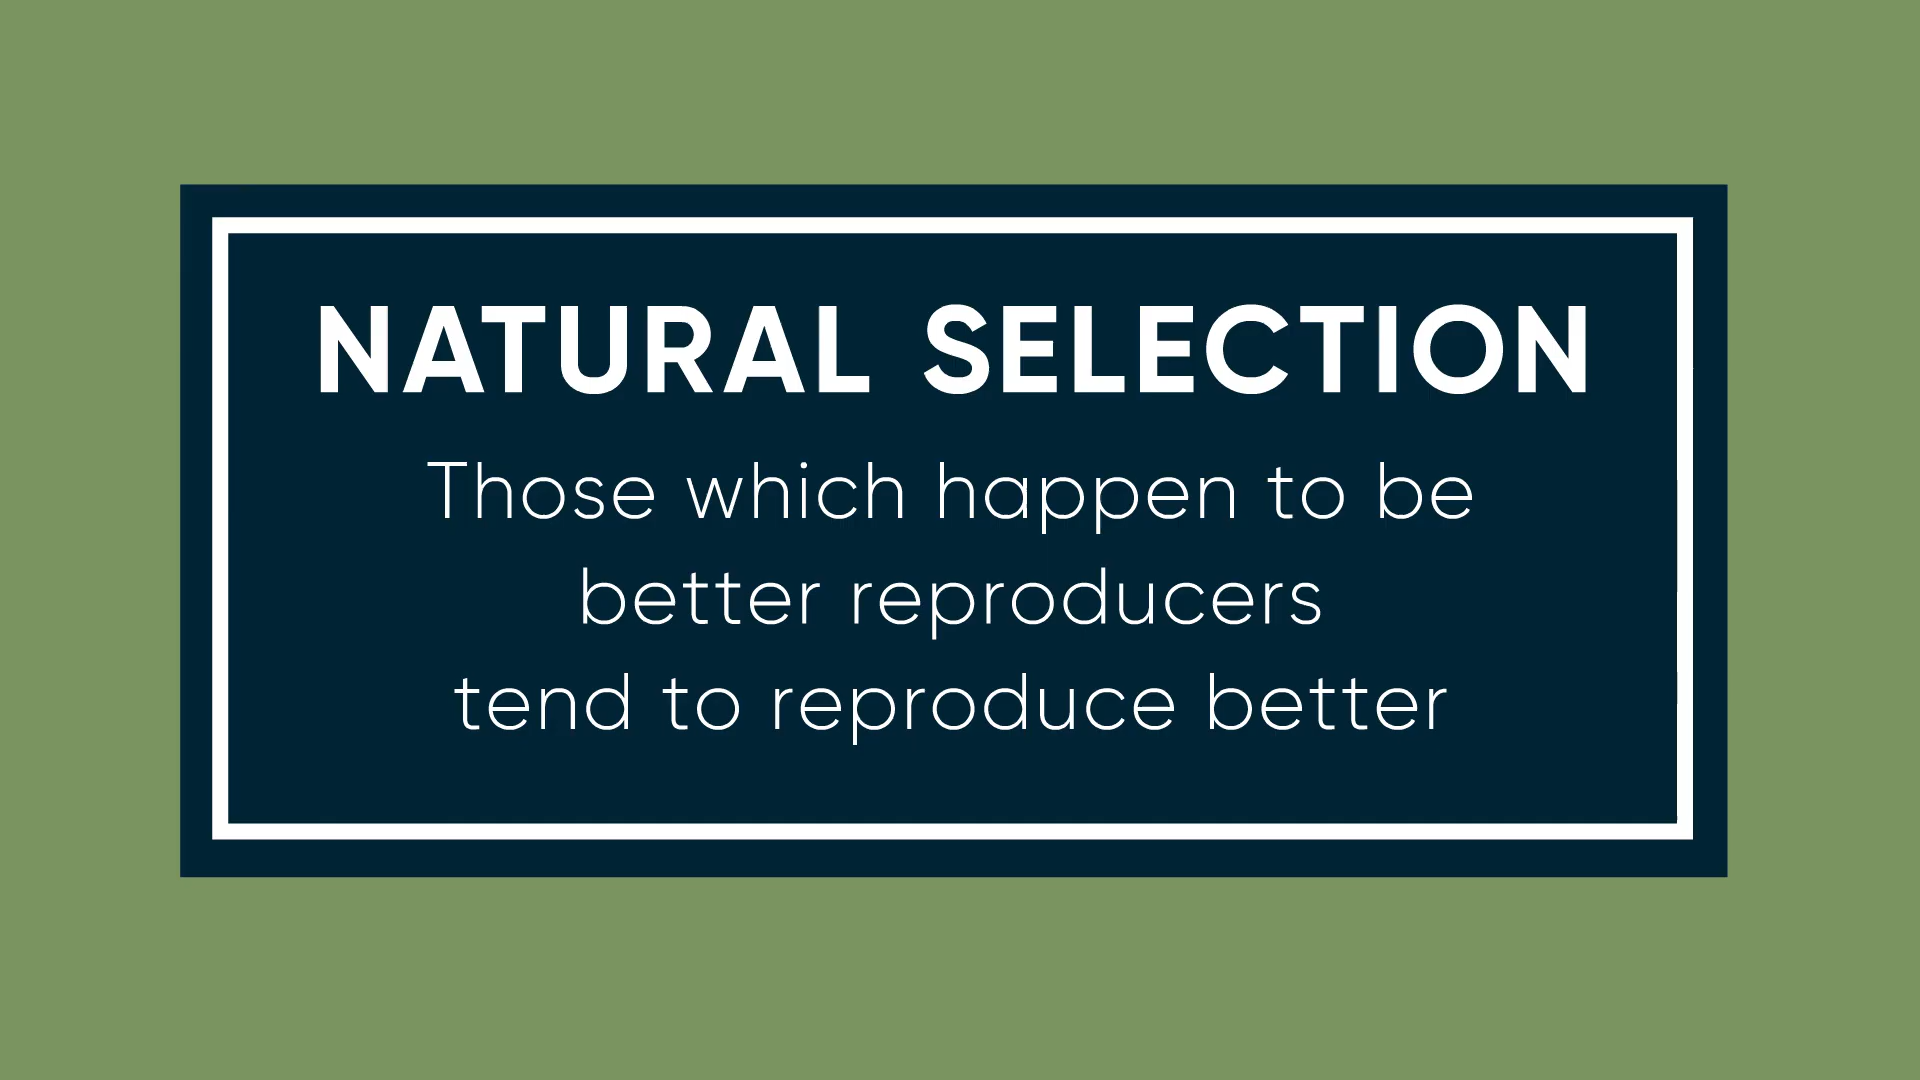 NATURAL SELECTION
Those which happen to be
better reproducers
tend to reproduce better